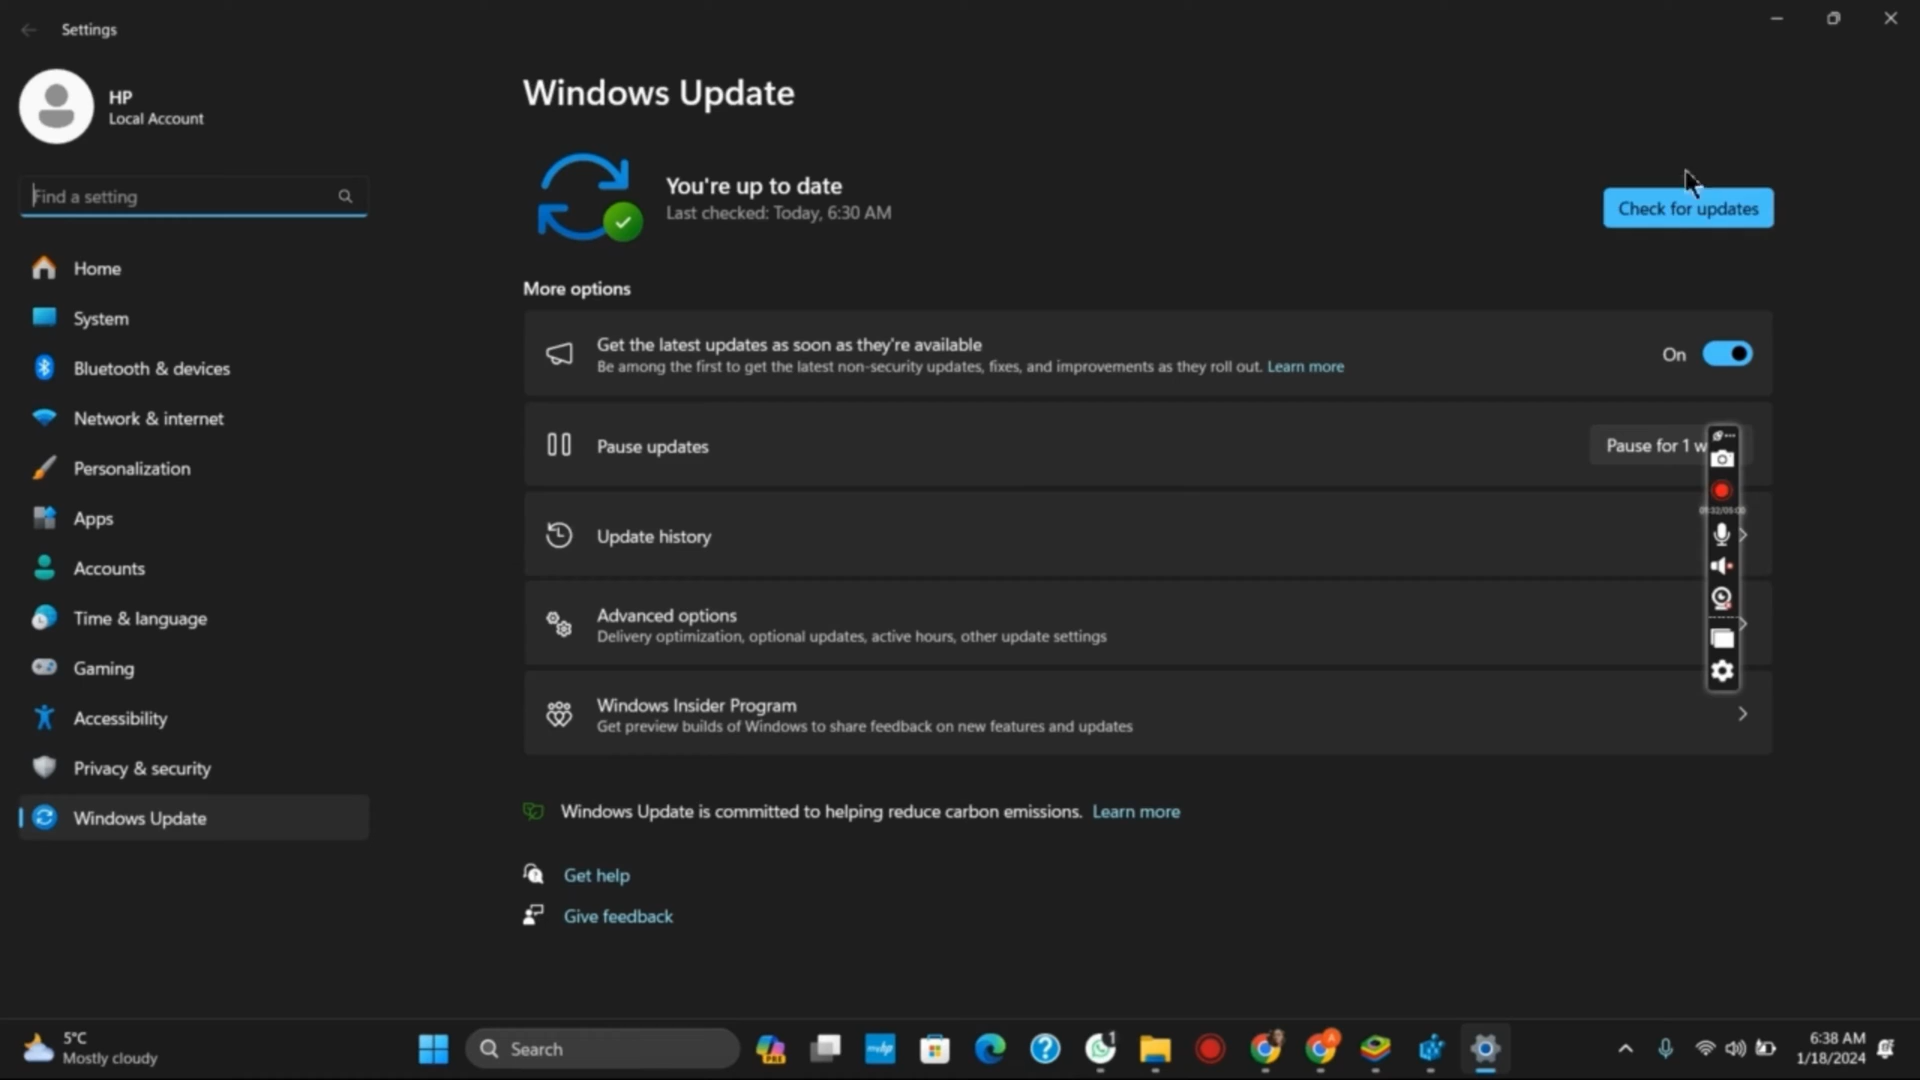 Settings
HP
Local Account
Find a setting
Home
System
Bluetooth & devices
Network & internet
Personalization
Apps
Accounts
Time & language
Gaming
Accessibility
Privacy & security
Windows Update
Windows Update
You're up to date
Last checked: Today, 6:30 AM
Check for updates
More options
Get the latest updates as soon as they're available
Be among the first to get the latest non-security updates, fixes, and improvements as they roll out. Learn more
On
Pause updates
Pause for 1 w
Update history
Advanced options
Delivery optimization, optional updates, active hours, other update settings
Windows Insider Program
Get preview builds of Windows to share feedback on new features and updates
Windows Update is committed to helping reduce carbon emissions. Learn more
Get help
Give feedback
5°C
Mostly cloudy
Search
PRE
myhp
1
A
6:38 AM
1/18/2024